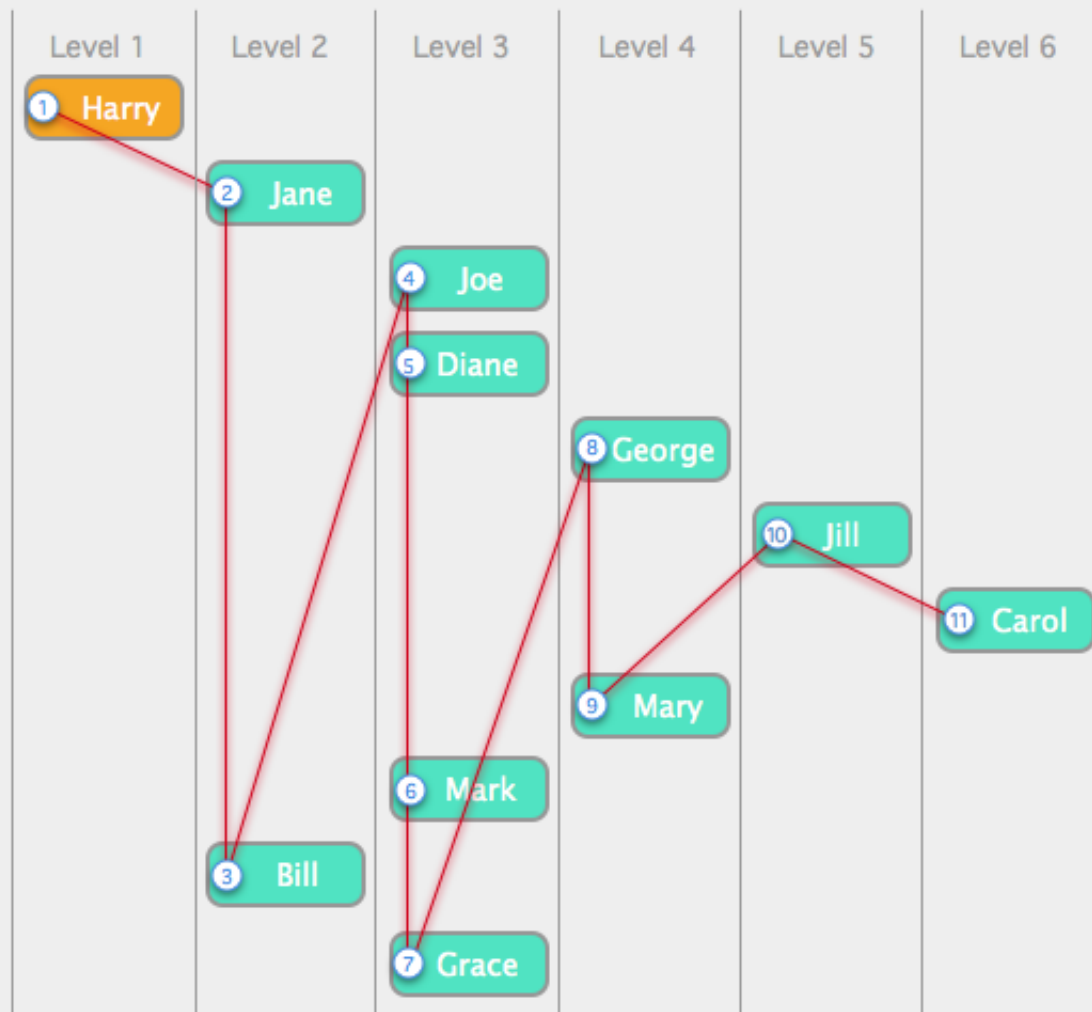 Level 1 Level 2 Level 3 Level 4 Level 5 Level 6
1 Harry
2 Jane
4 Joe
5 Diane
8 George
10 Jill
11 Carol
9 Mary
6 Mark
3 Bill
7 Grace